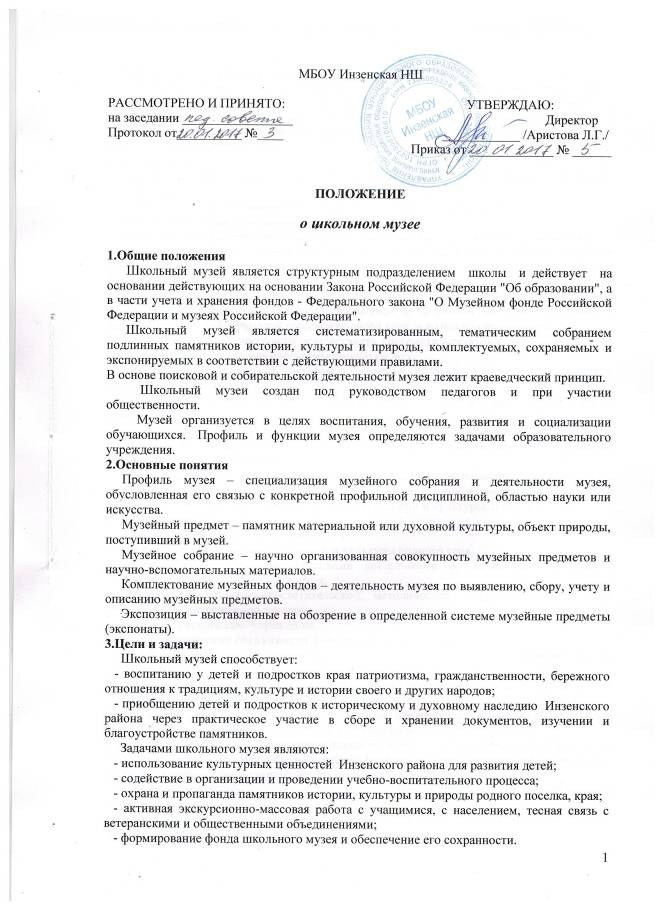 МБОУ Инзенская НШ
РАССМОТРЕНО И ПРИНЯТО: УТВЕРЖДАЮ:
на заседании пед. совета Директор
Протокол от 20.01.2017 № 3 /Аристова Л.Г./
Приказ от 20 01 2017 № 5
МБОУ
Инзенская
НШ
ПОЛОЖЕНИЕ
о школьном музее
1.Общие положения
Школьный музей является структурным подразделением школы и действует на
основании действующих на основании Закона Российской Федерации "Об образовании", а
в части учета и хранения фондов - Федерального закона "О Музейном фонде Российской
Федерации и музеях Российской Федерации".
Школьный музей является систематизированным, тематическим собранием
подлинных памятников истории, культуры и природы, комплектуемых, сохраняемых и
экспонируемых в соответствии с действующими правилами.
В основе поисковой и собирательской деятельности музея лежит краеведческий принцип.
Школьный музеи создан под руководством педагогов и при участии
общественности.
Музей организуется в целях воспитания, обучения, развития и социализации
обучающихся. Профиль и функции музея определяются задачами образовательного
учреждения.
2.Основные понятия
Профиль музея – специализация музейного собрания и деятельности музея,
обусловленная его связью с конкретной профильной дисциплиной, областью науки или
искусства.
Музейный предмет – памятник материальной или духовной культуры, объект природы,
поступивший в музей.
Музейное собрание – научно организованная совокупность музейных предметов и
научно-вспомогательных материалов.
Комплектование музейных фондов – деятельность музея по выявлению, сбору, учету и
описанию музейных предметов.
Экспозиция – выставленные на обозрение в определенной системе музейные предметы
(экспонаты).
3.Цели и задачи:
Школьный музей способствует:
- воспитанию у детей и подростков края патриотизма, гражданственности, бережного
отношения к традициям, культуре и истории своего и других народов;
- приобщению детей и подростков к историческому и духовному наследию Инзенского
района через практическое участие в сборе и хранении документов, изучении и
благоустройстве памятников.
Задачами школьного музея являются:
- использование культурных ценностей Инзенского района для развития детей;
- содействие в организации и проведении учебно-воспитательного процесса;
- охрана и пропаганда памятников истории, культуры и природы родного поселка, края;
- активная экскурсионно-массовая работа с учащимися, с населением, тесная связь с
ветеранскими и общественными объединениями;
- формирование фонда школьного музея и обеспечение его сохранности.
1